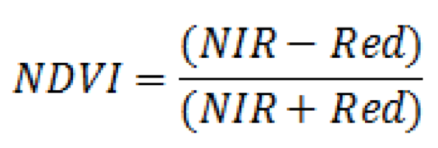 NDVI = (NIR − Red) / (NIR + Red)